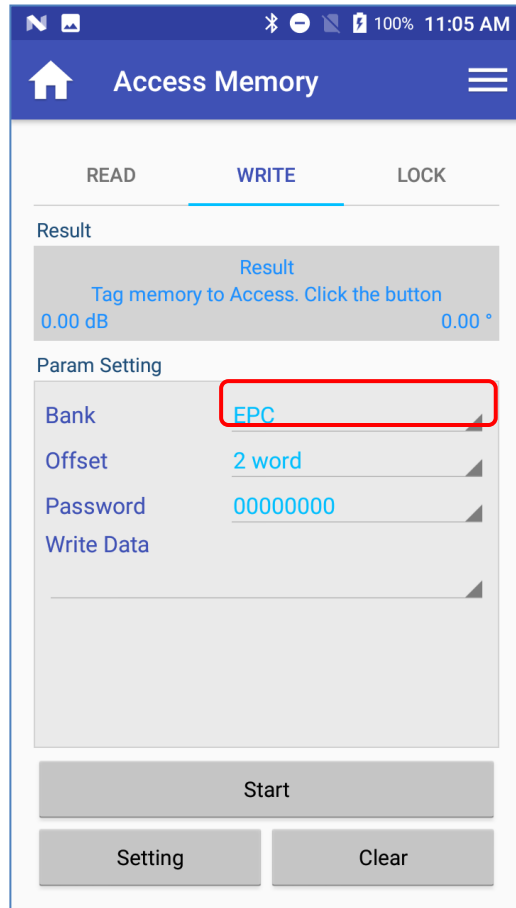 100% 11:05 AM
Access Memory
READ WRITE LOCK
Result
Result
Tag memory to Access. Click the button
0.00 dB 0.00 °
Param Setting
Bank EPC
Offset 2 word
Password 00000000
Write Data
Start
Setting Clear